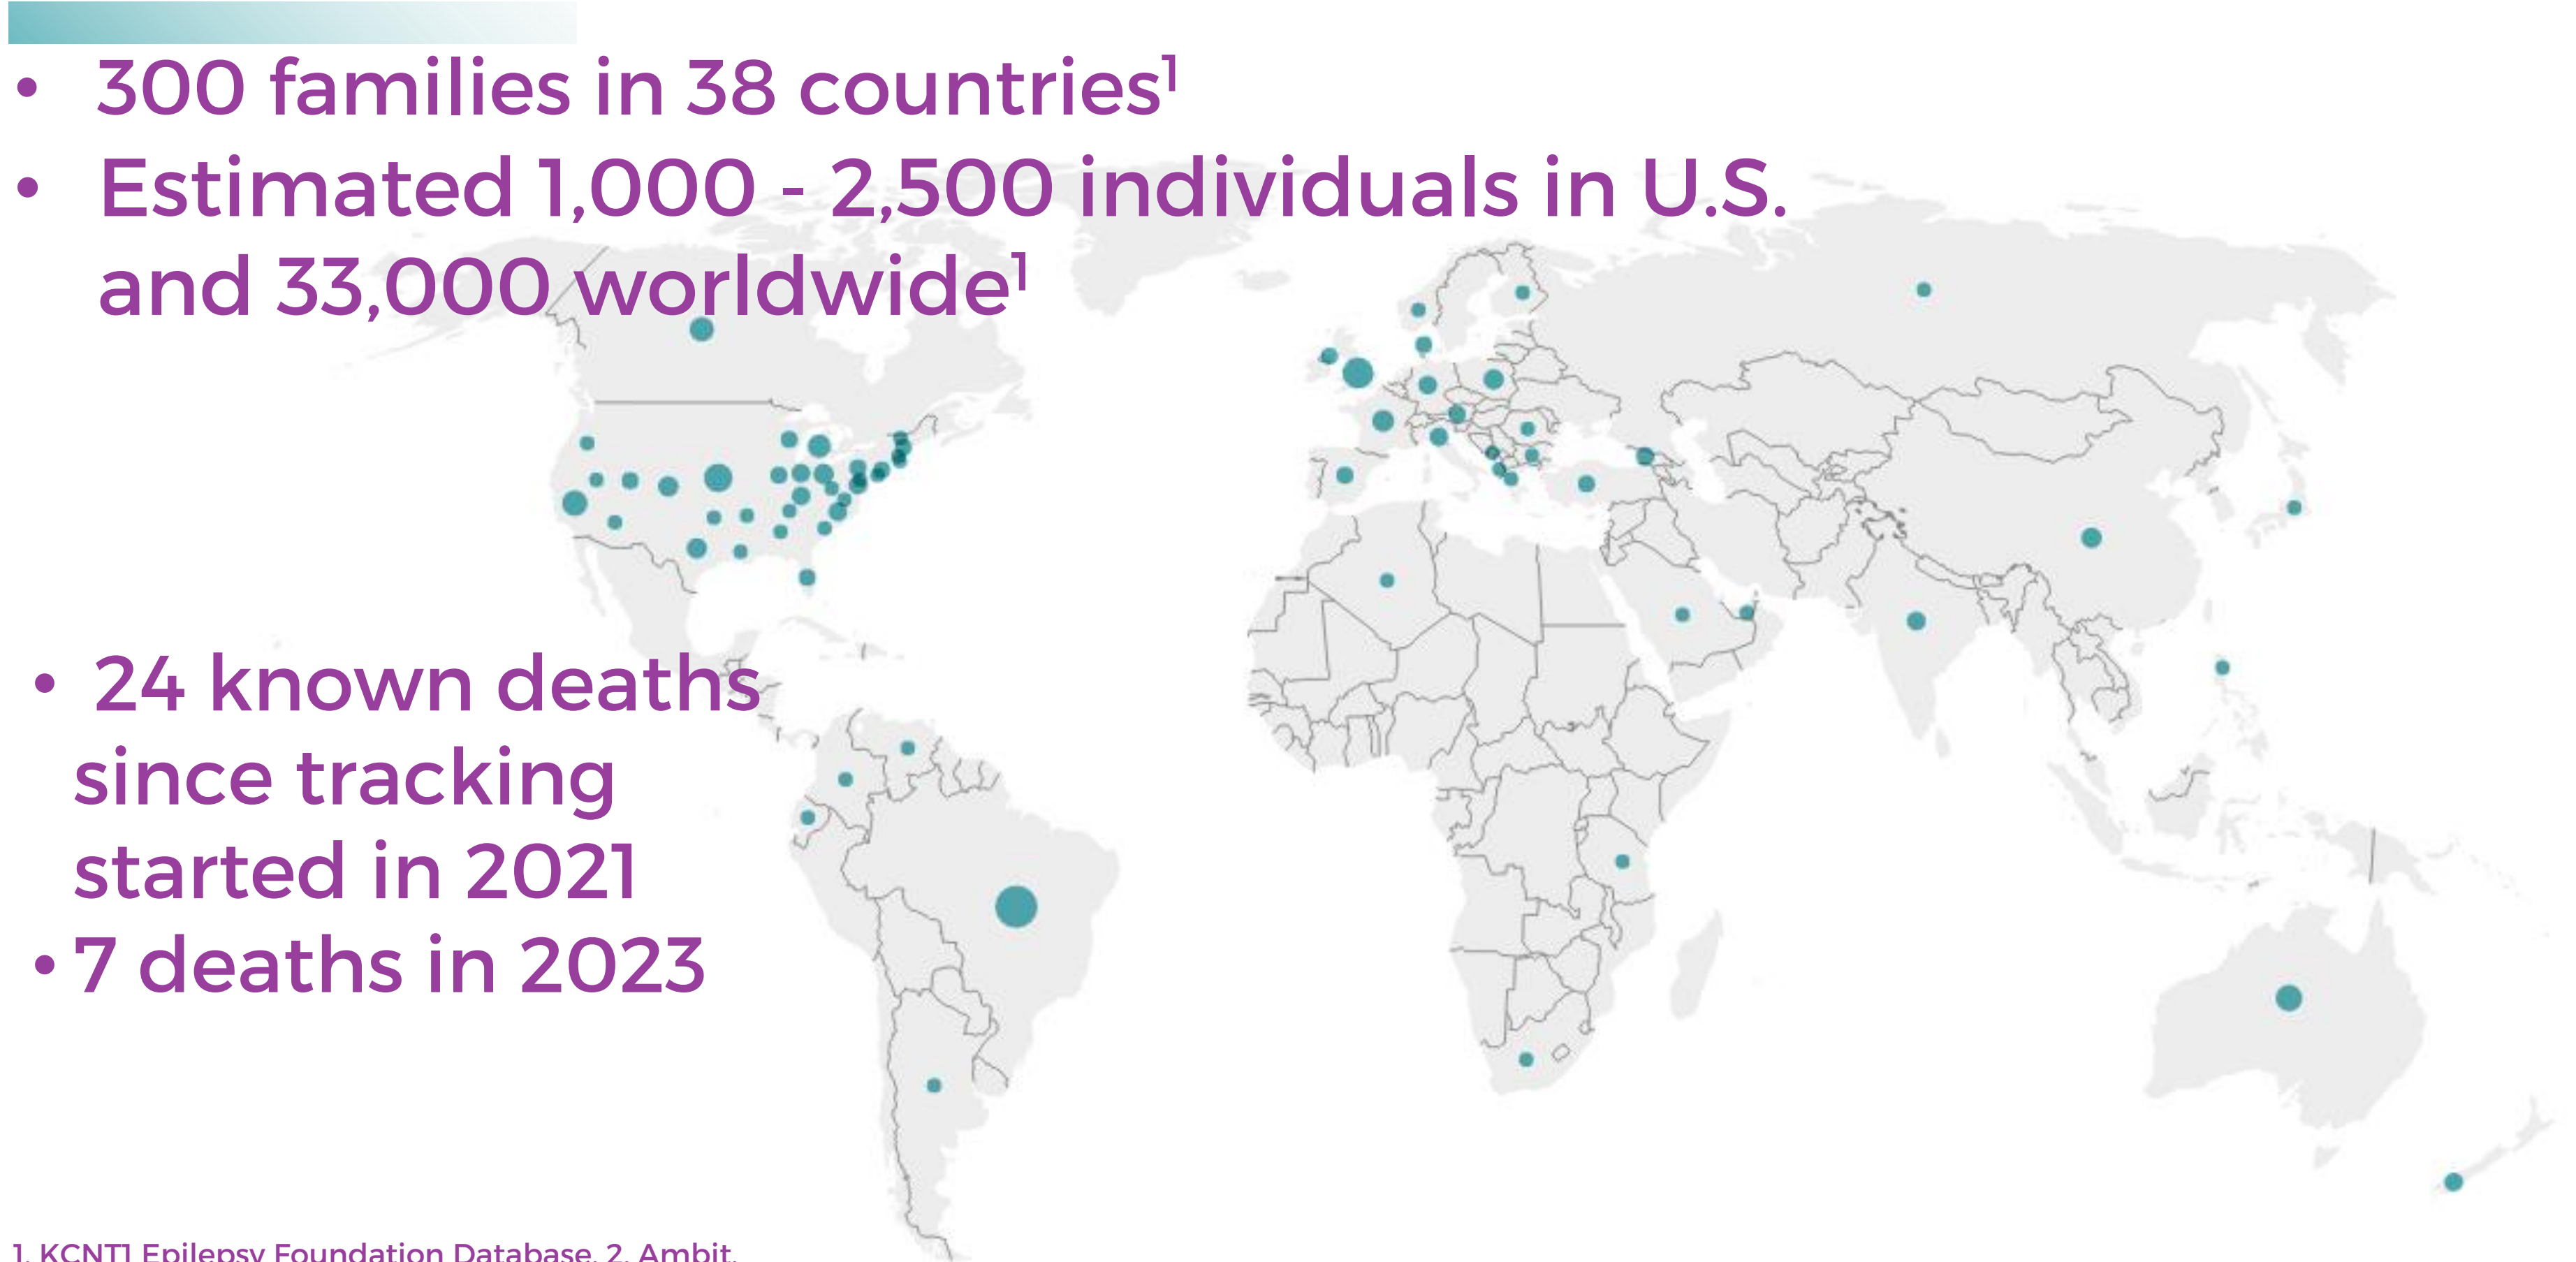 • 300 families in 38 countries¹
• Estimated 1,000 - 2,500 individuals in U.S.
and 33,000 worldwide¹
• 24 known deaths
since tracking
started in 2021
• 7 deaths in 2023
1. KCNT1 Epilepsy Foundation Database. 2. Ambit.